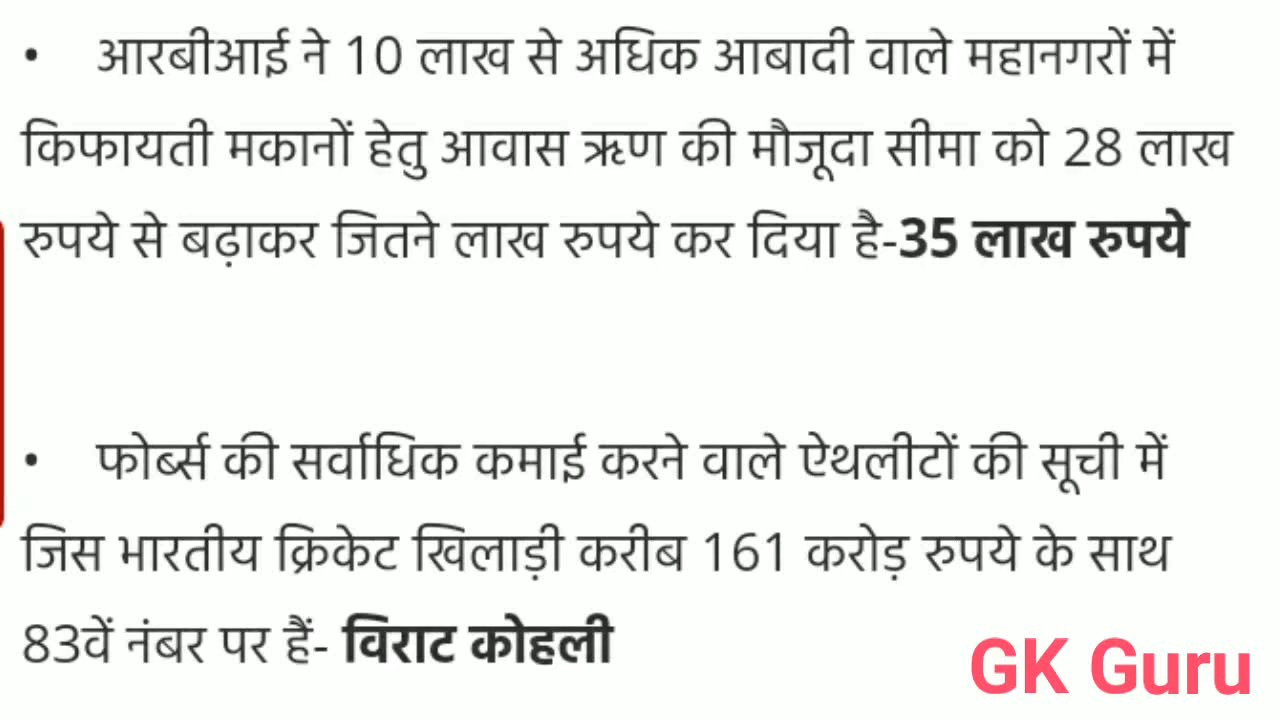 • आरबीआई ने 10 लाख से अधिक आबादी वाले महानगरों में
किफायती मकानों हेतु आवास ऋण की मौजूदा सीमा को 28 लाख
रुपये से बढ़ाकर जितने लाख रुपये कर दिया है-35 लाख रुपये
• फोर्ब्स की सर्वाधिक कमाई करने वाले ऐथलीटों की सूची में
जिस भारतीय क्रिकेट खिलाड़ी करीब 161 करोड़ रुपये के साथ
83वें नंबर पर हैं- विराट कोहली
GK Guru